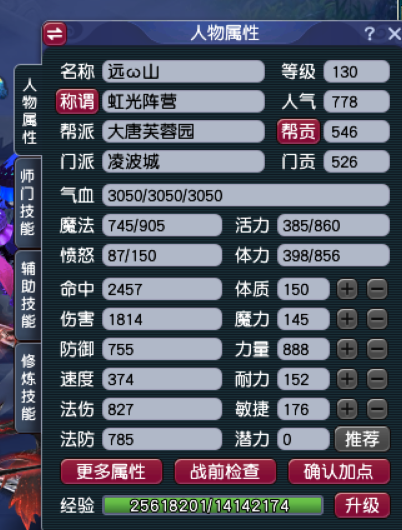 人物属性 ? ×
人物属性
师门技能
辅助技能
修炼技能
名称 远ω山 等级 130
称谓 虹光阵营 人气 778
帮派 大唐芙蓉园 帮贡 546
门派 凌波城 门贡 526
气血 3050/3050/3050
魔法 745/905 活力 385/860
愤怒 87/150 体力 398/856
命中 2457 体质 150 + −
伤害 1814 魔力 145 + −
防御 755 力量 888 + −
速度 374 耐力 152 + −
法伤 827 敏捷 176 + −
法防 785 潜力 0 推荐
更多属性 战前检查 确认加点
经验 25618201/14142174 升级